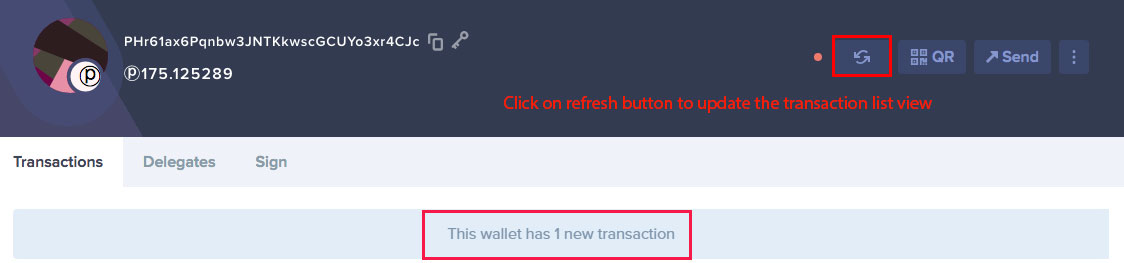 PHr61ax6Pqnbw3JNTKkwscGCUYo3xr4CJc
ⓟ175.125289
QR
Send
Click on refresh button to update the transaction list view
Transactions
Delegates
Sign
This wallet has 1 new transaction